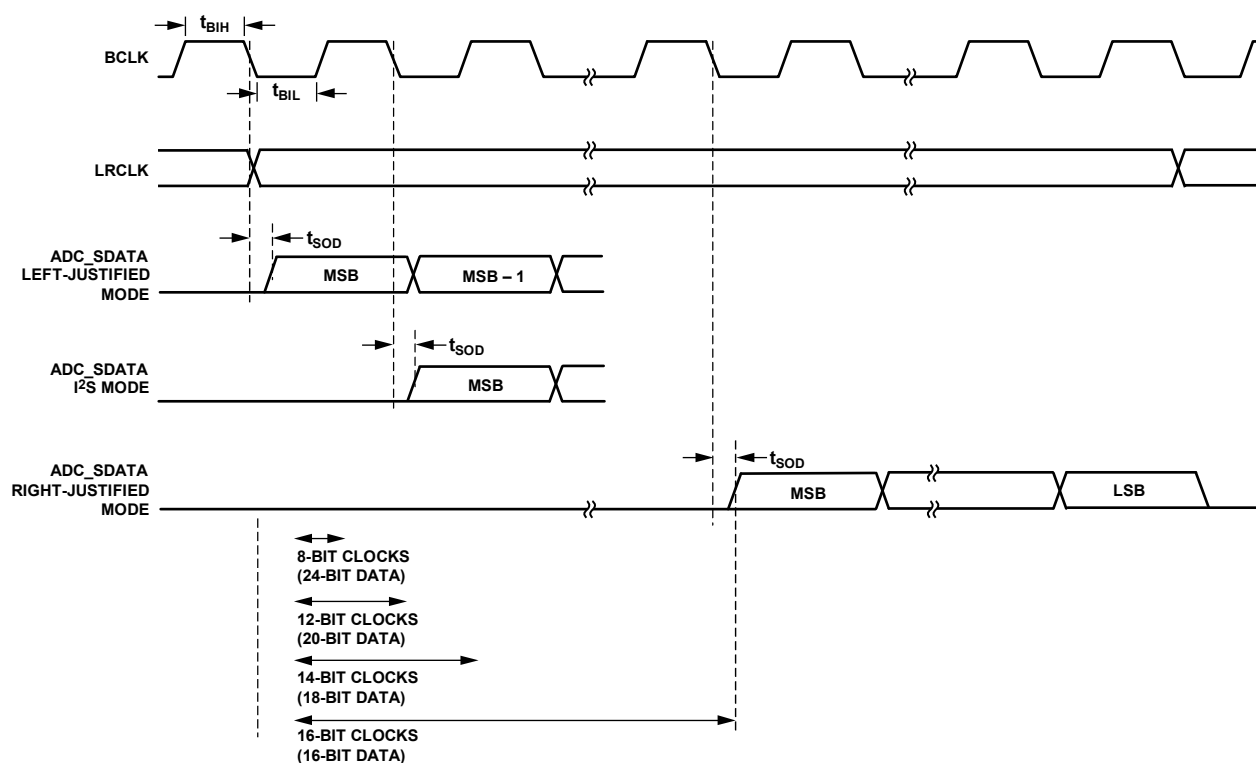 tBIH
BCLK
tBIL
LRCLK
ADC_SDATA
LEFT-JUSTIFIED
MODE
tSOD
MSB
MSB – 1
ADC_SDATA
I²S MODE
tSOD
MSB
ADC_SDATA
RIGHT-JUSTIFIED
MODE
tSOD
MSB
LSB
8-BIT CLOCKS
(24-BIT DATA)
12-BIT CLOCKS
(20-BIT DATA)
14-BIT CLOCKS
(18-BIT DATA)
16-BIT CLOCKS
(16-BIT DATA)